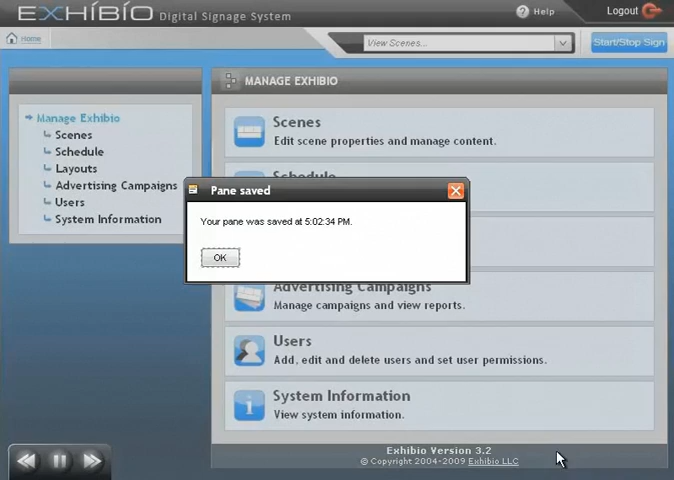 EXHIBIO Digital Signage System
Help
Logout
Home
View Scenes...
Start/Stop Sign
MANAGE EXHIBIO
Manage Exhibio
Scenes
Schedule
Layouts
Advertising Campaigns
Users
System Information
Scenes
Edit scene properties and manage content.
Schedule
Pane saved
Your pane was saved at 5:02:34 PM.
OK
Advertising Campaigns
Manage campaigns and view reports.
Users
Add, edit and delete users and set user permissions.
System Information
View system information.
Exhibio Version 3.2
© Copyright 2004-2009 Exhibio LLC